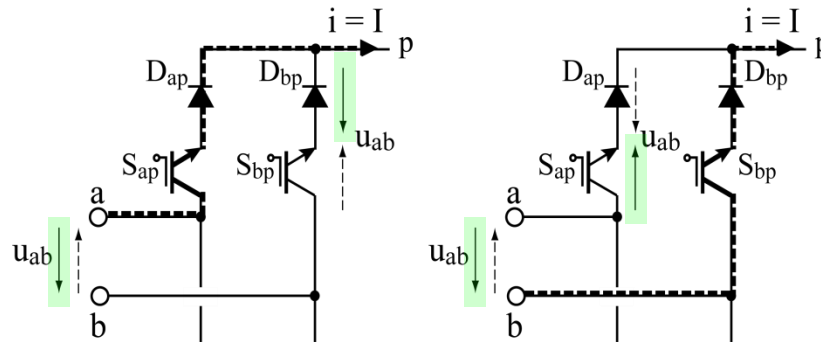 i = I
p
D_ap
D_bp
u_ab
S_ap
S_bp
a
u_ab
b
i = I
p
D_ap
D_bp
u_ab
S_ap
S_bp
a
u_ab
b